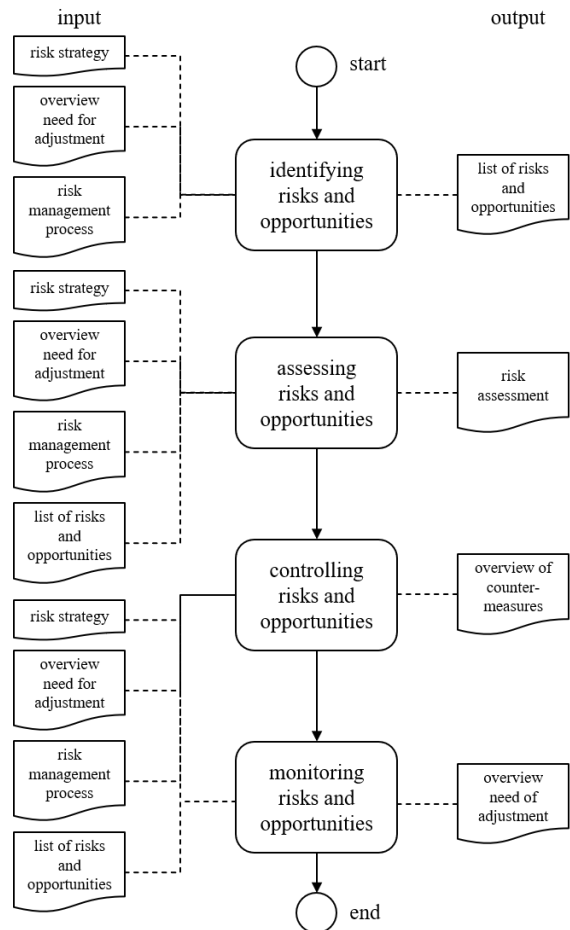 input
output
risk strategy
start
overview
need for
adjustment
identifying
risks and
opportunities
list of risks
and
opportunities
risk
management
process
risk strategy
overview
need for
adjustment
assessing
risks and
opportunities
risk
assessment
risk
management
process
list of risks
and
opportunities
controlling
risks and
opportunities
overview of
counter-
measures
risk strategy
overview
need for
adjustment
risk
management
process
monitoring
risks and
opportunities
overview
need of
adjustment
list of risks
and
opportunities
end